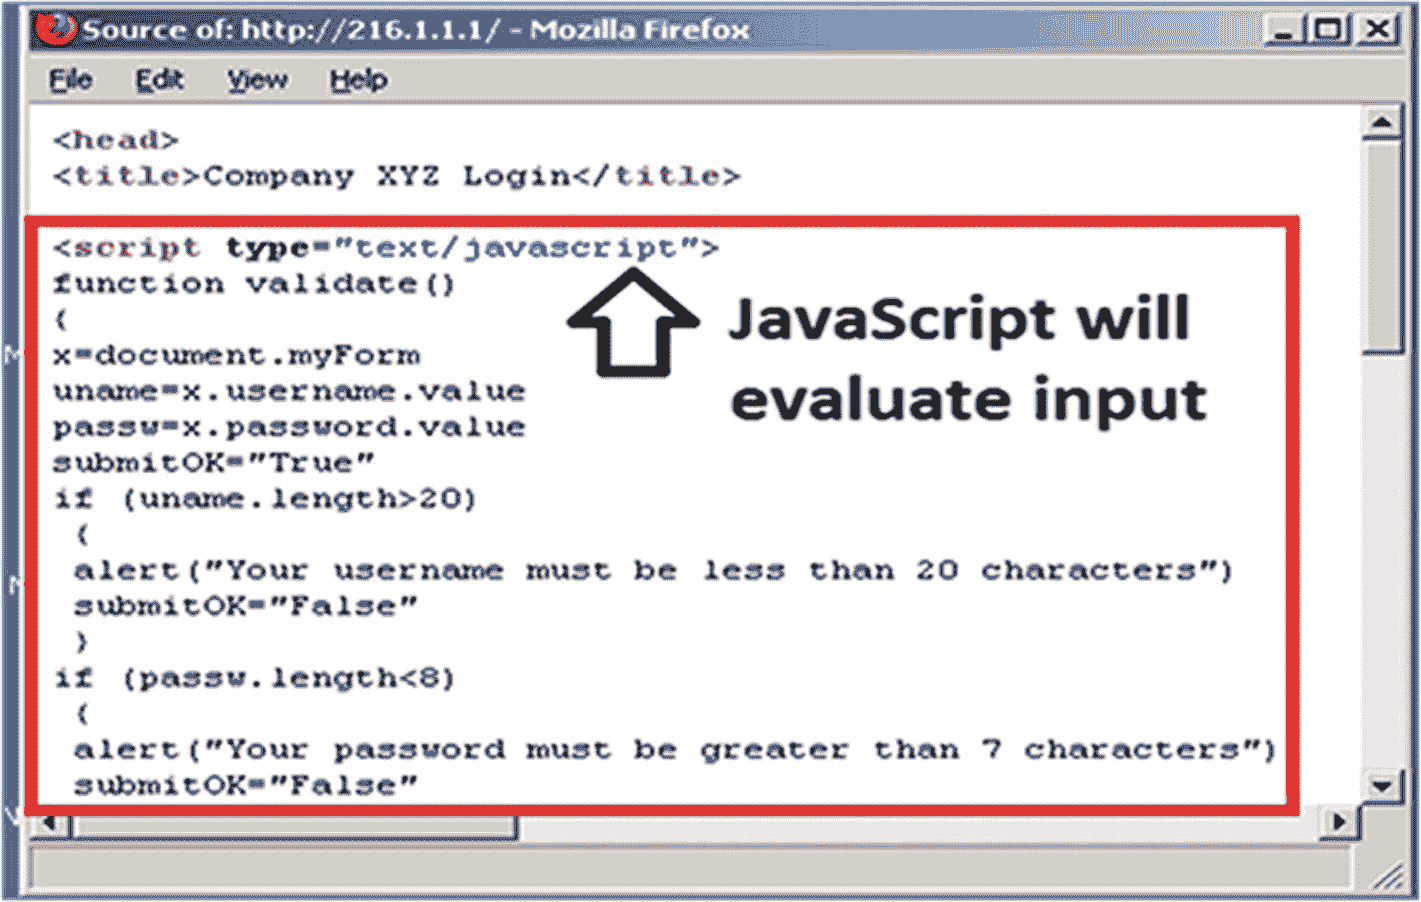 Source of: http://216.1.1.1/ - Mozilla Firefox
File Edit View Help
<head>
<title>Company XYZ Login</title>
<script type="text/javascript">
function validate()
{
x=document.myForm
uname=x.username.value
passw=x.password.value
submitOK="True"
if (uname.length>20)
{
alert("Your username must be less than 20 characters")
submitOK="False"
}
if (passw.length<8)
{
alert("Your password must be greater than 7 characters")
submitOK="False"
JavaScript will
evaluate input